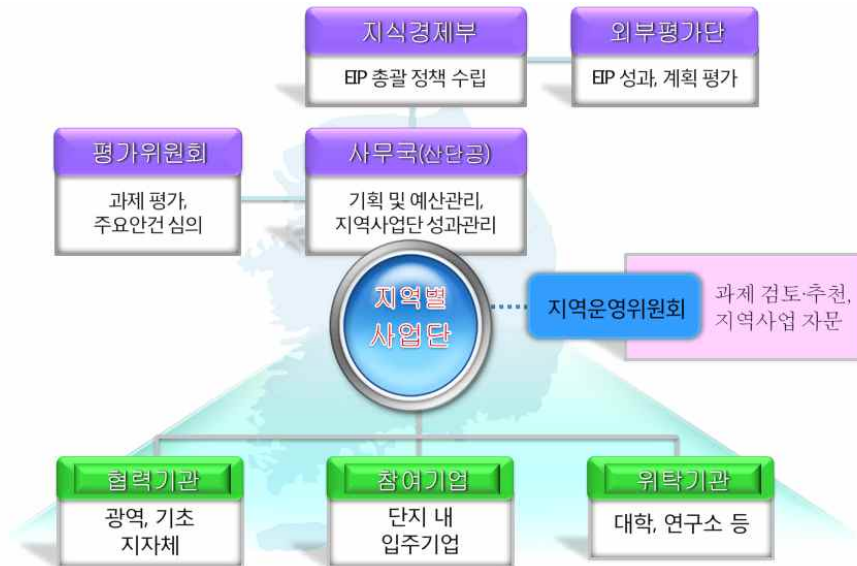 지식경제부
EIP 총괄 정책 수립
외부평가단
EIP 성과, 계획 평가
평가위원회
과제 평가,
주요안건 심의
사무국(산단공)
기획 및 예산관리,
지역사업단 성과관리
지역별
사업단
지역운영위원회
과제 검토·추천,
지역사업 자문
협력기관
광역, 기초
지자체
참여기업
단지 내
입주기업
위탁기관
대학, 연구소 등